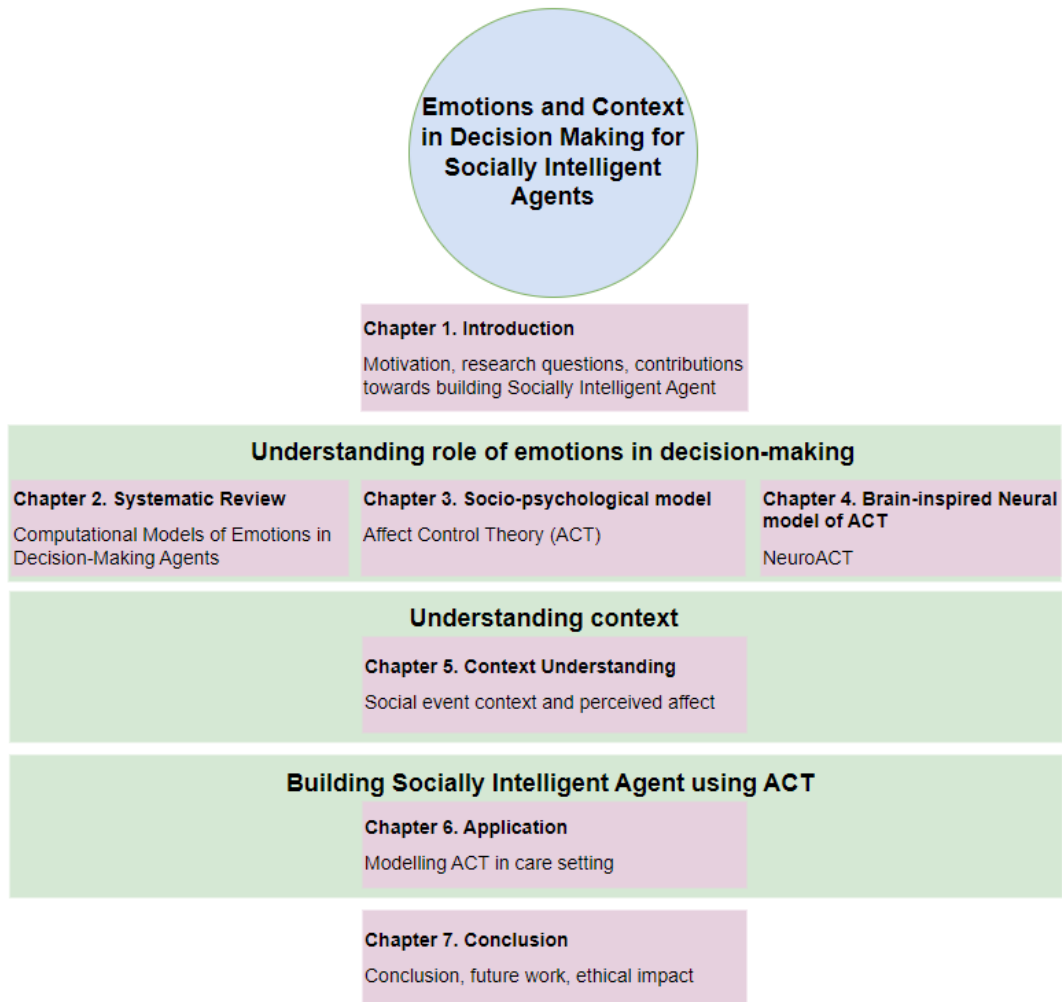 Emotions and Context
in Decision Making for
Socially Intelligent
Agents
Chapter 1. Introduction
Motivation, research questions, contributions
towards building Socially Intelligent Agent
Understanding role of emotions in decision-making
Chapter 2. Systematic Review
Computational Models of Emotions in
Decision-Making Agents
Chapter 3. Socio-psychological model
Affect Control Theory (ACT)
Chapter 4. Brain-inspired Neural
model of ACT
NeuroACT
Understanding context
Chapter 5. Context Understanding
Social event context and perceived affect
Building Socially Intelligent Agent using ACT
Chapter 6. Application
Modelling ACT in care setting
Chapter 7. Conclusion
Conclusion, future work, ethical impact